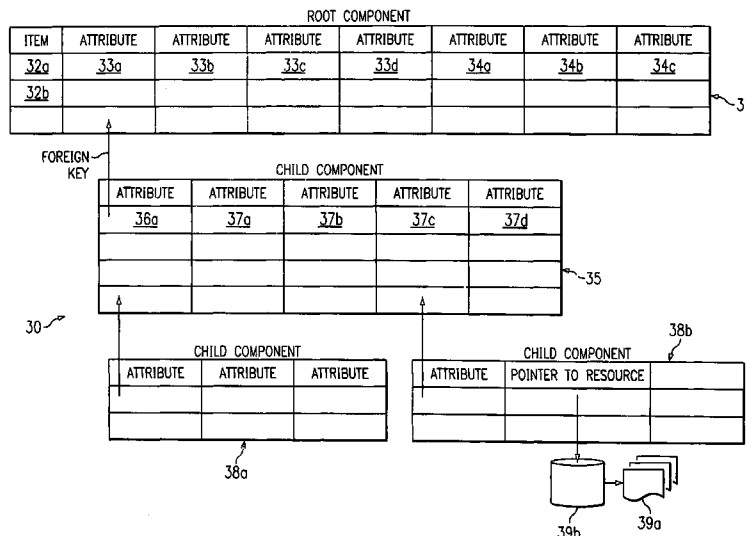 ROOT COMPONENT
ITEM ATTRIBUTE ATTRIBUTE ATTRIBUTE ATTRIBUTE ATTRIBUTE ATTRIBUTE ATTRIBUTE
32a 33a 33b 33c 33d 34a 34b 34c
32b
3
FOREIGN
KEY
CHILD COMPONENT
ATTRIBUTE ATTRIBUTE ATTRIBUTE ATTRIBUTE ATTRIBUTE
36a 37a 37b 37c 37d
35
30
38b
CHILD COMPONENT
ATTRIBUTE ATTRIBUTE ATTRIBUTE
38a
CHILD COMPONENT
ATTRIBUTE POINTER TO RESOURCE
39b
39a